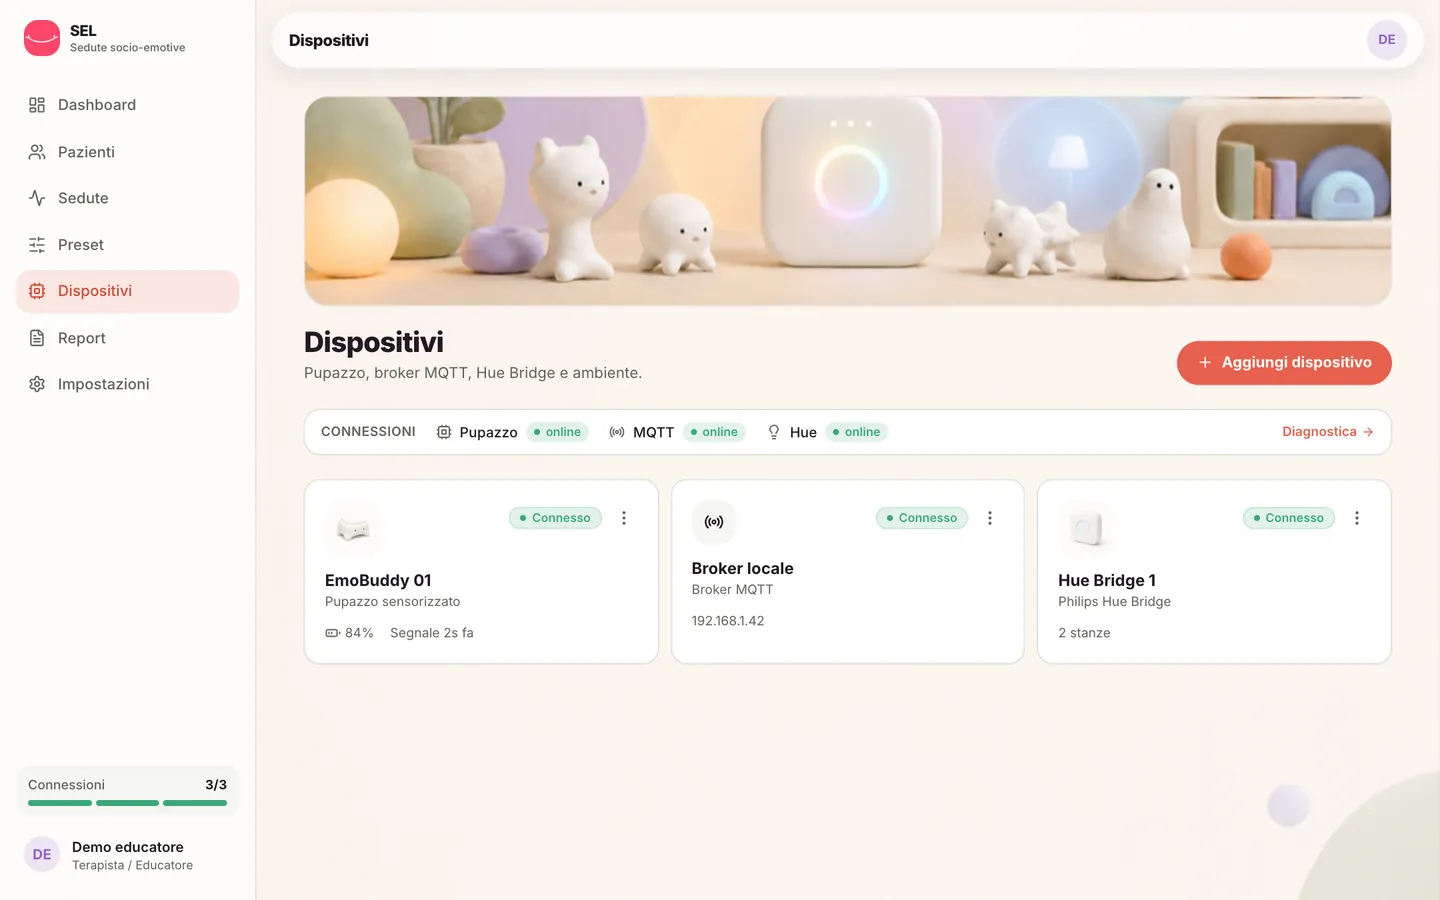 SEL
Sedute socio-emotive
Dashboard
Pazienti
Sedute
Preset
Dispositivi
Report
Impostazioni
Connessioni 3/3
DE
Demo educatore
Terapista / Educatore
Dispositivi
DE
Dispositivi
Pupazzo, broker MQTT, Hue Bridge e ambiente.
+ Aggiungi dispositivo
CONNESSIONI Pupazzo online MQTT online Hue online Diagnostica →
Connesso
EmoBuddy 01
Pupazzo sensorizzato
84% Segnale 2s fa
Connesso
Broker locale
Broker MQTT
192.168.1.42
Connesso
Hue Bridge 1
Philips Hue Bridge
2 stanze